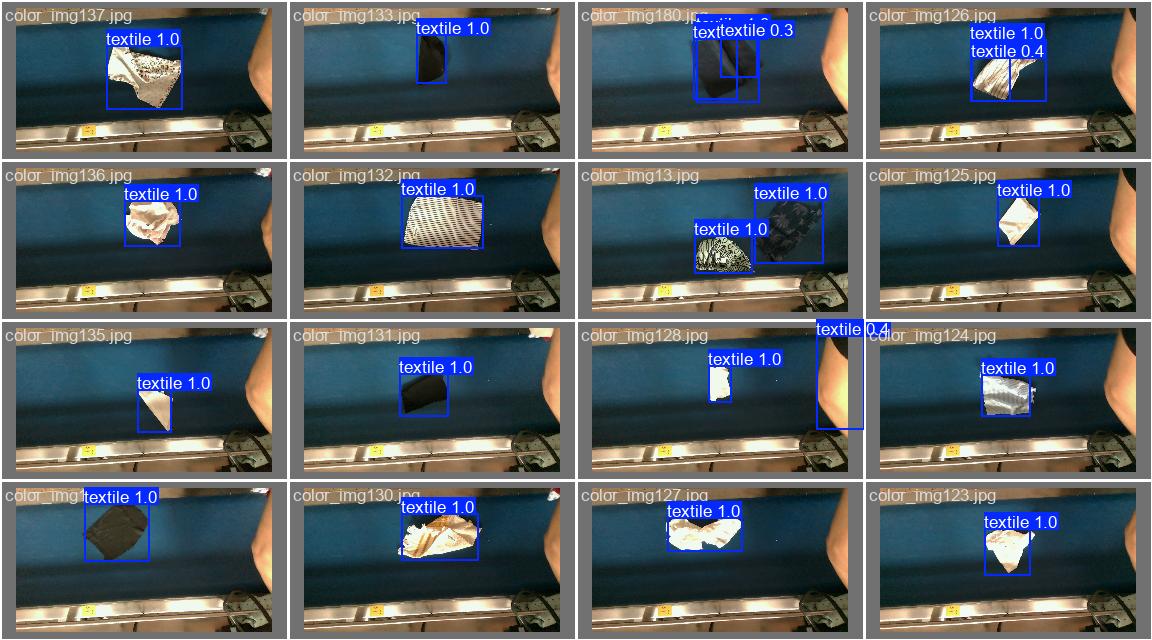 color_img137.jpg
textile 1.0
color_img133.jpg
textile 1.0
color_img180.jpg
textile 0.3
color_img126.jpg
textile 1.0
textile 0.4
color_img136.jpg
textile 1.0
color_img132.jpg
textile 1.0
color_img13.jpg
textile 1.0
textile 1.0
color_img125.jpg
textile 1.0
color_img135.jpg
textile 1.0
color_img131.jpg
textile 1.0
color_img128.jpg
textile 1.0
textile 0.4
color_img124.jpg
textile 1.0
textile 1.0
color_img130.jpg
textile 1.0
color_img127.jpg
textile 1.0
color_img123.jpg
textile 1.0